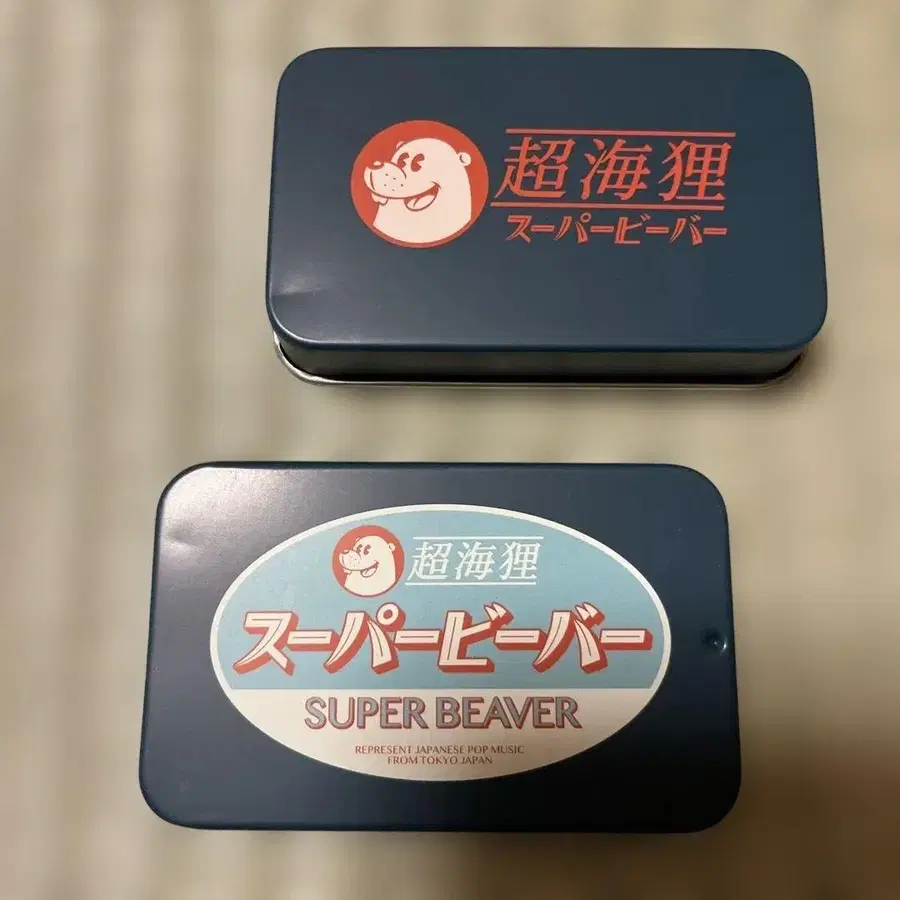 超海狸
スーパービーバー
超海狸
スーパービーバー
SUPER BEAVER
REPRESENT JAPANESE POP MUSIC
FROM TOKYO JAPAN